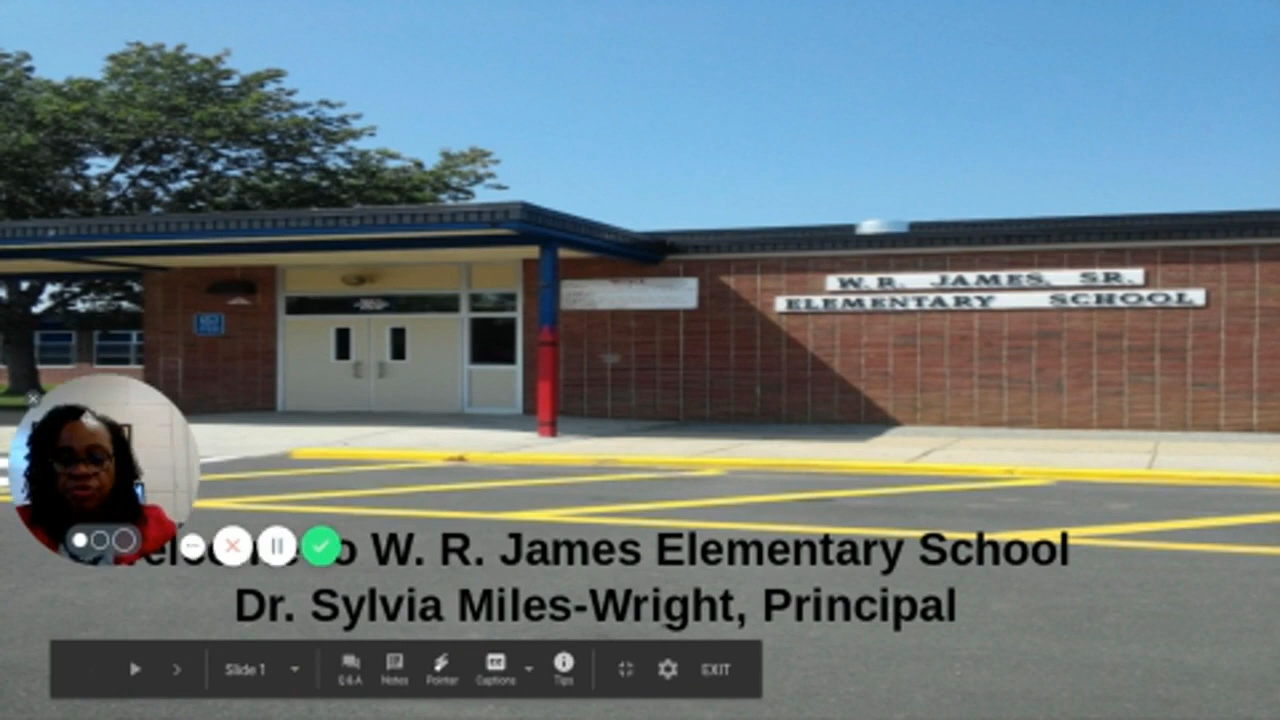 W.R. JAMES, SR.
ELEMENTARY SCHOOL
to W. R. James Elementary School
Dr. Sylvia Miles-Wright, Principal
Slide 1
Q&A
Notes
Pointer
Captions
Tips
EXIT